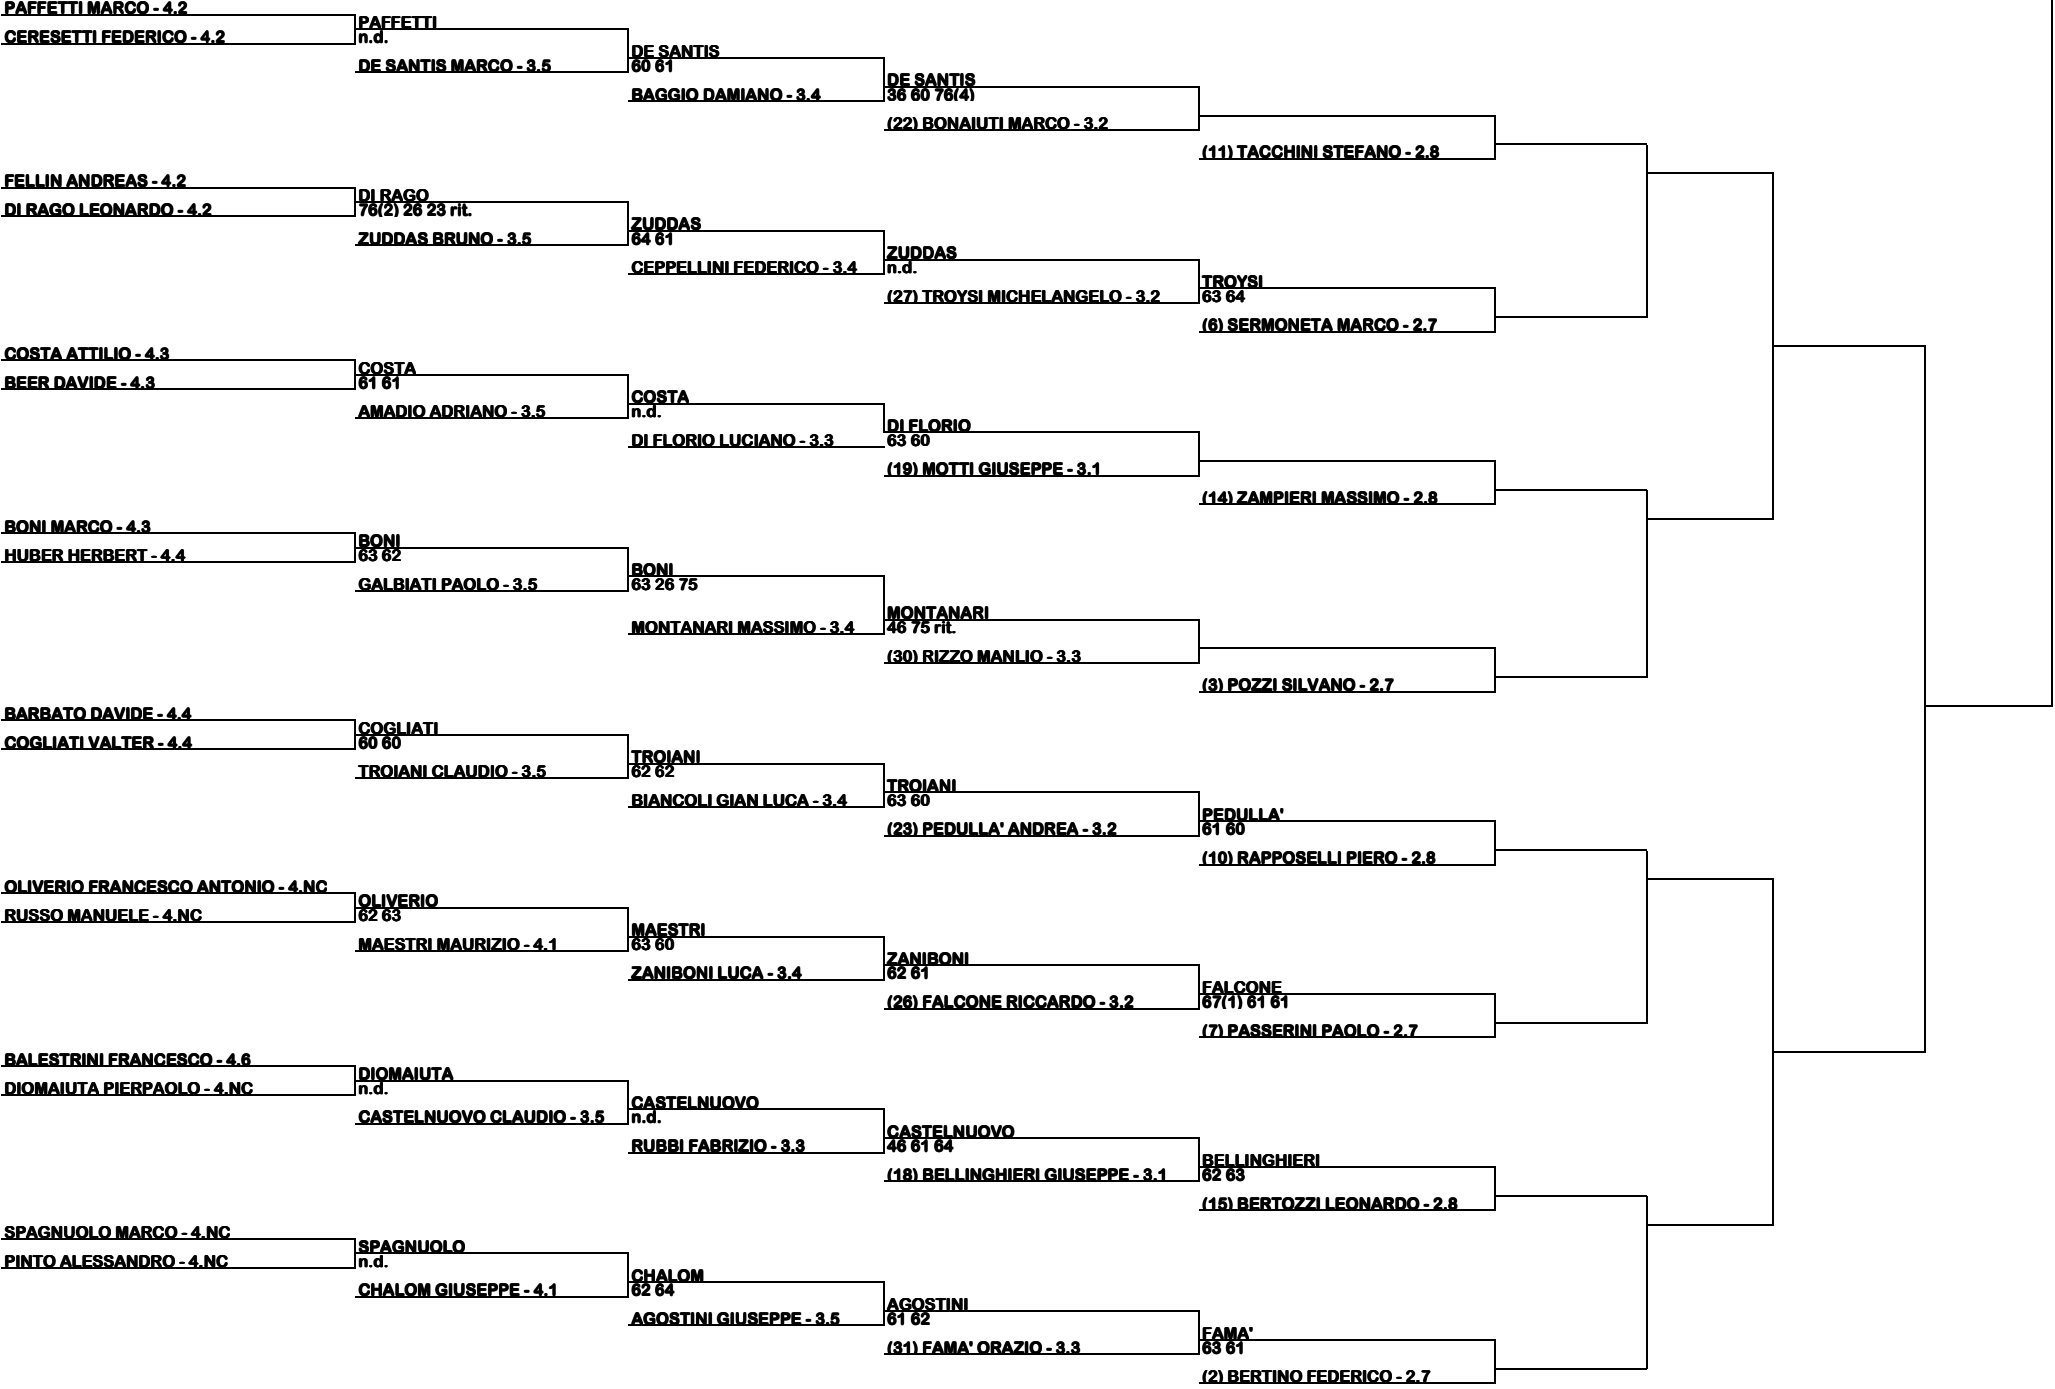 PAFFETTI MARCO - 4.2
PAFFETTI
CERESETTI FEDERICO - 4.2
n.d.
DE SANTIS
DE SANTIS MARCO - 3.5
60 61
DE SANTIS
BAGGIO DAMIANO - 3.4
36 60 76(4)
(22) BONAIUTI MARCO - 3.2
(11) TACCHINI STEFANO - 2.8
FELLIN ANDREAS - 4.2
DI RAGO
DI RAGO LEONARDO - 4.2
76(2) 26 23 rit.
ZUDDAS
ZUDDAS BRUNO - 3.5
64 61
ZUDDAS
CEPPELLINI FEDERICO - 3.4
n.d.
TROYSI
(27) TROYSI MICHELANGELO - 3.2
63 64
(6) SERMONETA MARCO - 2.7
COSTA ATTILIO - 4.3
COSTA
BEER DAVIDE - 4.3
61 61
COSTA
AMADIO ADRIANO - 3.5
n.d.
DI FLORIO
DI FLORIO LUCIANO - 3.3
63 60
(19) MOTTI GIUSEPPE - 3.1
(14) ZAMPIERI MASSIMO - 2.8
BONI MARCO - 4.3
BONI
HUBER HERBERT - 4.4
63 62
BONI
GALBIATI PAOLO - 3.5
63 26 75
MONTANARI
MONTANARI MASSIMO - 3.4
46 75 rit.
(30) RIZZO MANLIO - 3.3
(3) POZZI SILVANO - 2.7
BARBATO DAVIDE - 4.4
COGLIATI
COGLIATI VALTER - 4.4
60 60
TROIANI
TROIANI CLAUDIO - 3.5
62 62
TROIANI
BIANCOLI GIAN LUCA - 3.4
63 60
PEDULLA'
(23) PEDULLA' ANDREA - 3.2
61 60
(10) RAPPOSELLI PIERO - 2.8
OLIVERIO FRANCESCO ANTONIO - 4.NC
OLIVERIO
RUSSO MANUELE - 4.NC
62 63
MAESTRI
MAESTRI MAURIZIO - 4.1
63 60
ZANIBONI
ZANIBONI LUCA - 3.4
62 61
FALCONE
(26) FALCONE RICCARDO - 3.2
67(1) 61 61
(7) PASSERINI PAOLO - 2.7
BALESTRINI FRANCESCO - 4.6
DIOMAIUTA
DIOMAIUTA PIERPAOLO - 4.NC
n.d.
CASTELNUOVO
CASTELNUOVO CLAUDIO - 3.5
n.d.
CASTELNUOVO
RUBBI FABRIZIO - 3.3
46 61 64
BELLINGHIERI
(18) BELLINGHIERI GIUSEPPE - 3.1
62 63
(15) BERTOZZI LEONARDO - 2.8
SPAGNUOLO MARCO - 4.NC
SPAGNUOLO
PINTO ALESSANDRO - 4.NC
n.d.
CHALOM
CHALOM GIUSEPPE - 4.1
62 64
AGOSTINI
AGOSTINI GIUSEPPE - 3.5
61 62
FAMA'
(31) FAMA' ORAZIO - 3.3
63 61
(2) BERTINO FEDERICO - 2.7